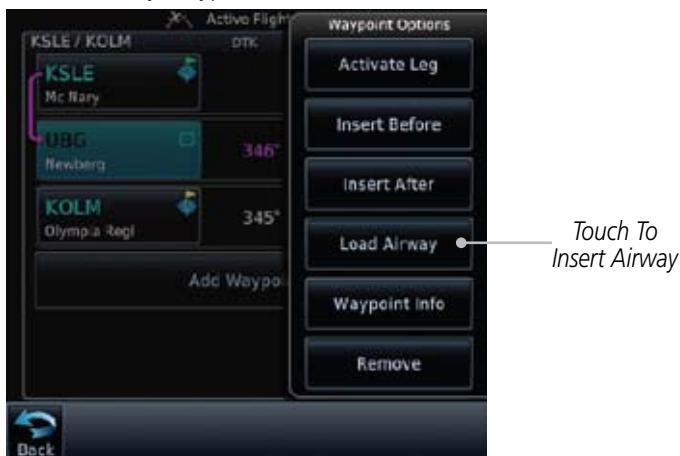 Active Fligh
Waypoint Options
KSLE / KOLM
DTK
KSLE
Mc Nary
UBG
Newberg
346°
KOLM
Olympia Regl
345°
Add Waypoi
Activate Leg
Insert Before
Insert After
Load Airway
Waypoint Info
Remove
Touch To
Insert Airway
Back